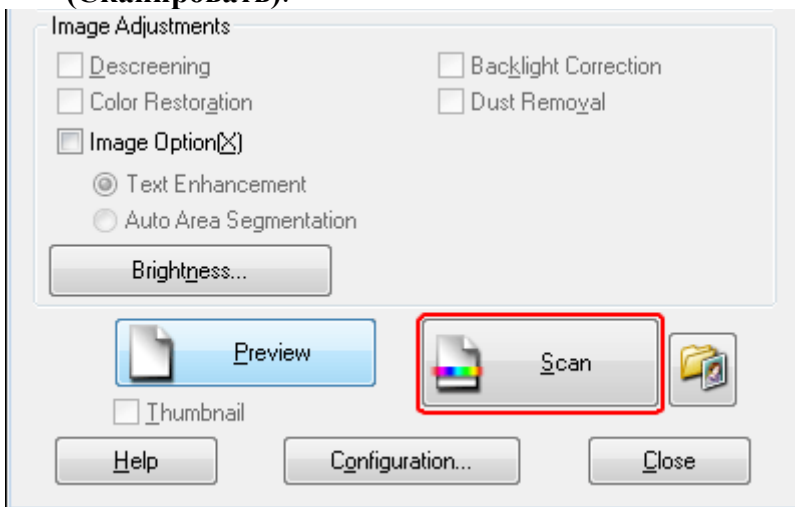 (Сканировать).
Image Adjustments
Descreening
Backlight Correction
Color Restoration
Dust Removal
Image Option(X)
Text Enhancement
Auto Area Segmentation
Brightness...
Preview
Scan
Thumbnail
Help
Configuration...
Close